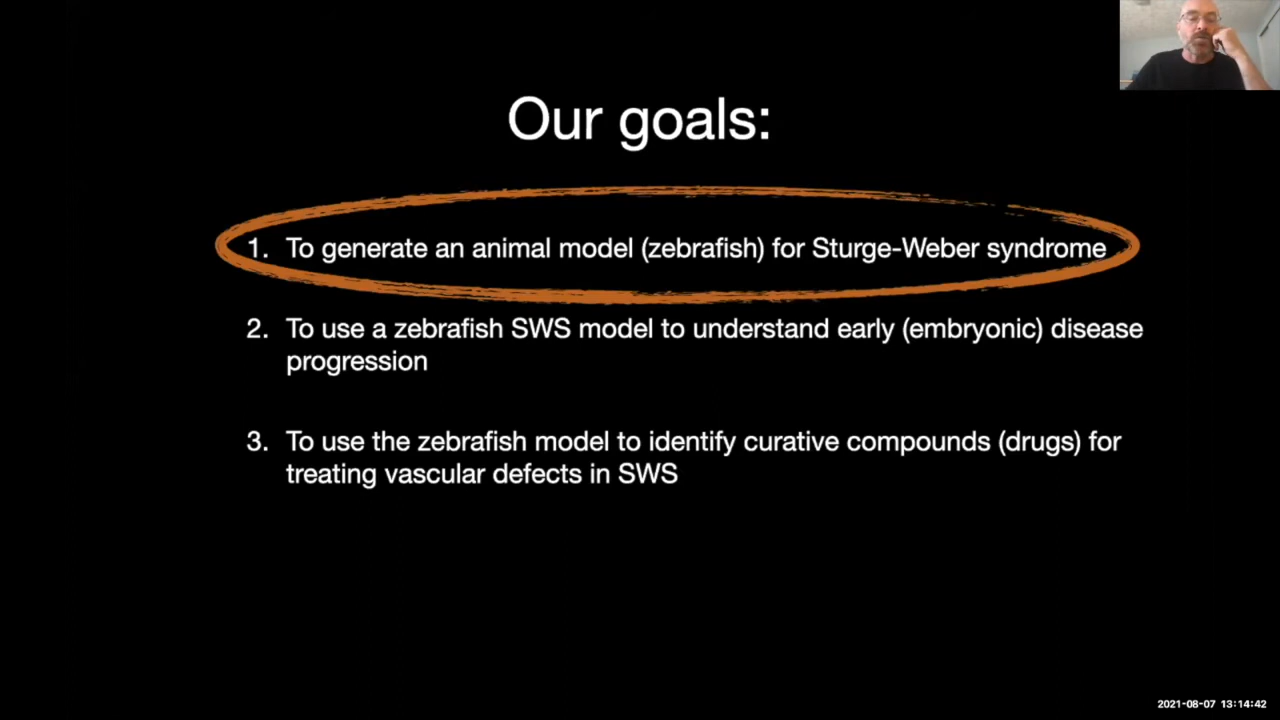 Our goals:
1. To generate an animal model (zebrafish) for Sturge-Weber syndrome
2. To use a zebrafish SWS model to understand early (embryonic) disease
progression
3. To use the zebrafish model to identify curative compounds (drugs) for
treating vascular defects in SWS
2021-08-07 13:14:42